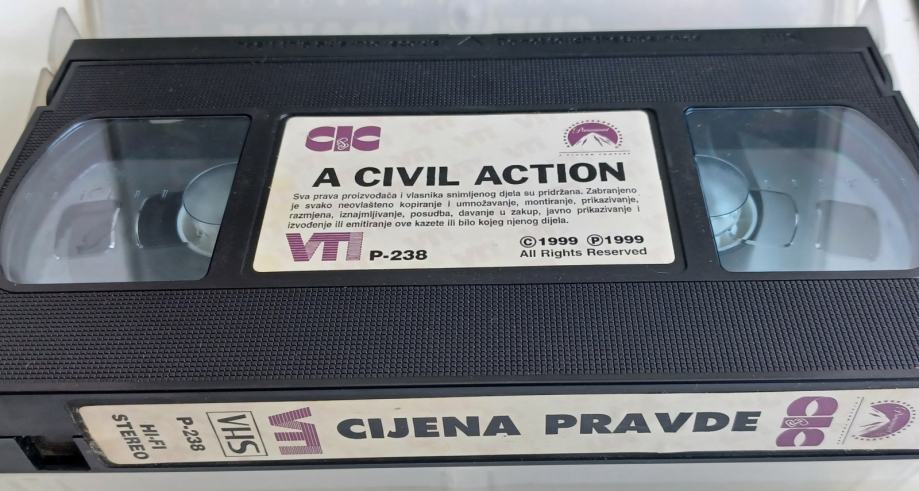 CIC
Paramount
A CIVIL ACTION
Sva prava proizvođača i vlasnika snimljenog djela su pridržana. Zabranjeno
je svako neovlašteno kopiranje i umnožavanje, montiranje, prikazivanje,
razmjena, iznajmljivanje, posudba, davanje u zakup, javno prikazivanje i
izvođenje ili emitiranje ove kazete ili bilo kojeg njenog dijela.
VTI P-238
©1999 ℗1999
All Rights Reserved
HI-FI
STEREO
P-238
VHS
VTI
CIJENA PRAVDE
CIC